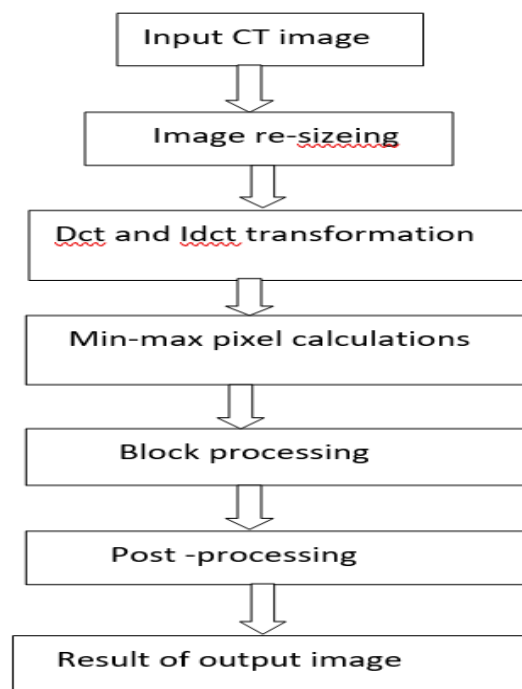 Input CT image
Image re-sizeing
Dct and Idct transformation
Min-max pixel calculations
Block processing
Post -processing
Result of output image